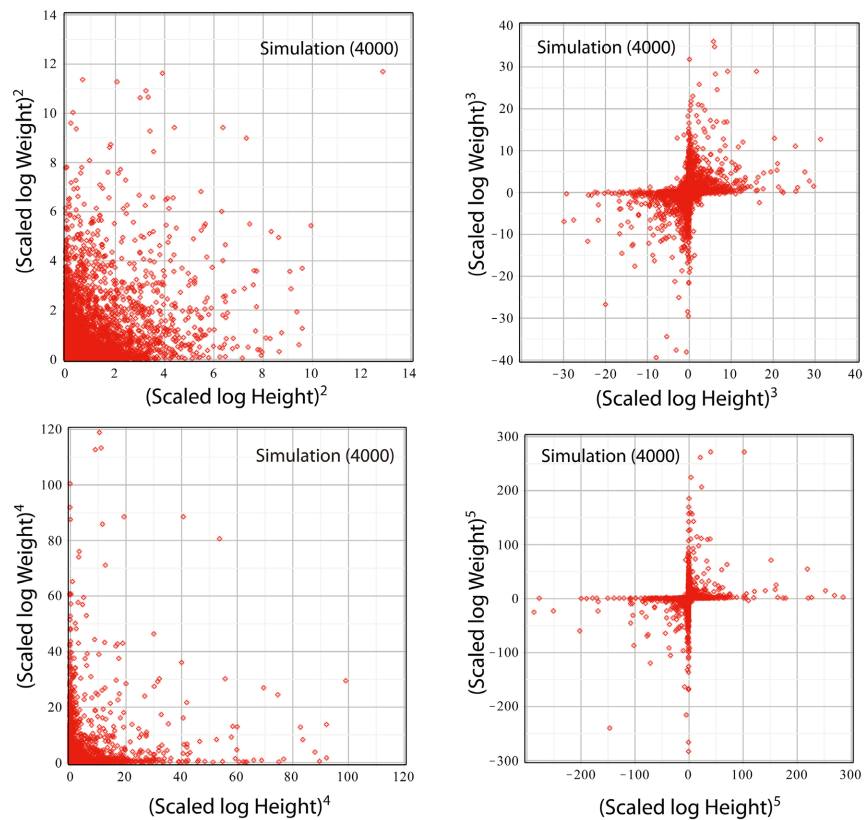 14
12
10
8
6
4
2
0
Simulation (4000)
(Scaled log Weight)²
0 2 4 6 8 10 12 14
(Scaled log Height)²
40
30
20
10
0
−10
−20
−30
−40
Simulation (4000)
(Scaled log Weight)³
−30 −20 −10 0 10 20 30 40
(Scaled log Height)³
120
100
80
60
40
20
0
Simulation (4000)
(Scaled log Weight)⁴
0 20 40 60 80 100 120
(Scaled log Height)⁴
300
200
100
0
−100
−200
−300
Simulation (4000)
(Scaled log Weight)⁵
−200 −100 0 100 200 300
(Scaled log Height)⁵